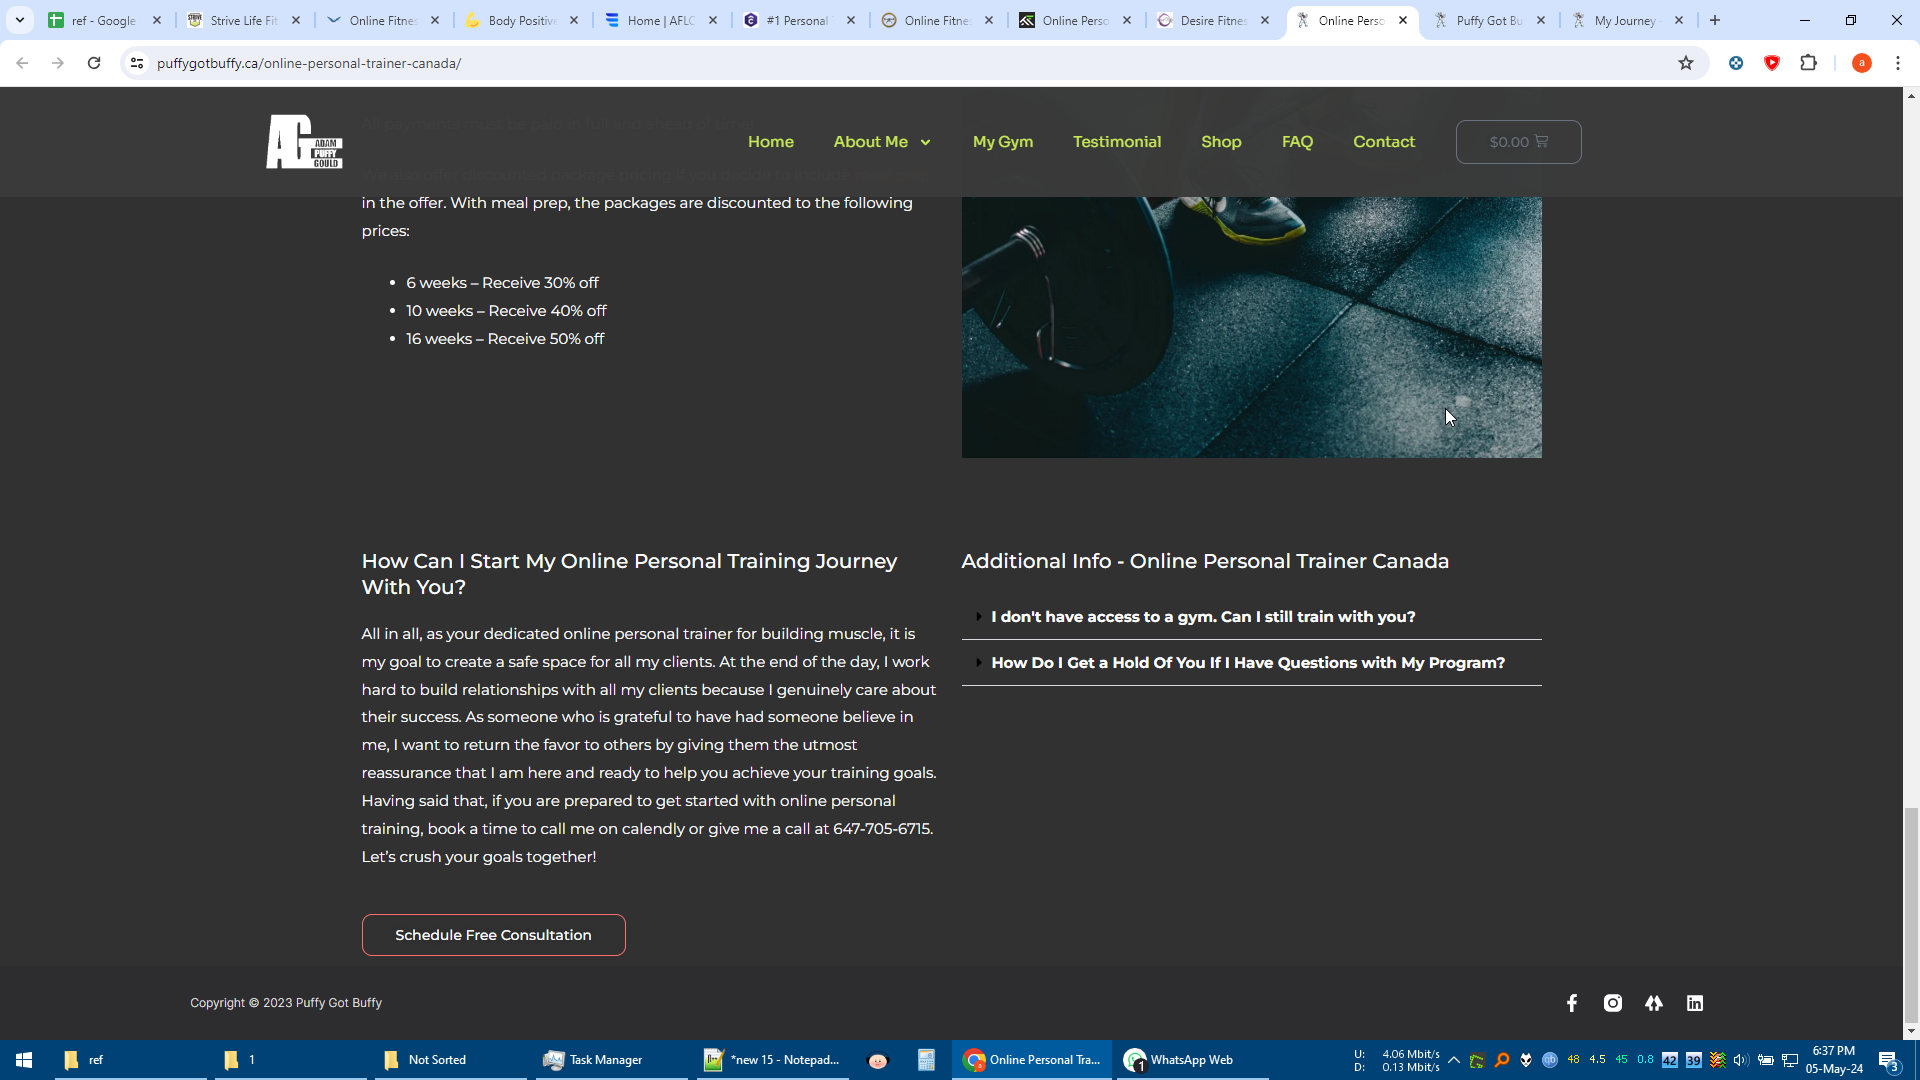 ref - Google
Strive Life Fit
Online Fitnes
Body Positive
Home | AFLC
#1 Personal
Online Fitne
Online Perso
Desire Fitnes
Online Perso
Puffy Got Bu
My Journey -
puffygotbuffy.ca/online-personal-trainer-canada/
a
AG ADAM PUFFY GOULD
Home
About Me
My Gym
Testimonial
Shop
FAQ
Contact
$0.00
in the offer. With meal prep, the packages are discounted to the following
prices:
• 6 weeks – Receive 30% off
• 10 weeks – Receive 40% off
• 16 weeks – Receive 50% off
How Can I Start My Online Personal Training Journey
With You?
All in all, as your dedicated online personal trainer for building muscle, it is
my goal to create a safe space for all my clients. At the end of the day, I work
hard to build relationships with all my clients because I genuinely care about
their success. As someone who is grateful to have had someone believe in
me, I want to return the favor to others by giving them the utmost
reassurance that I am here and ready to help you achieve your training goals.
Having said that, if you are prepared to get started with online personal
training, book a time to call me on calendly or give me a call at 647-705-6715.
Let's crush your goals together!
Schedule Free Consultation
Additional Info - Online Personal Trainer Canada
I don't have access to a gym. Can I still train with you?
How Do I Get a Hold Of You If I Have Questions with My Program?
Copyright © 2023 Puffy Got Buffy
ref
1
Not Sorted
Task Manager
*new 15 - Notepad...
Online Personal Tra...
1
WhatsApp Web
U: 4.06 Mbit/s
D: 0.13 Mbit/s
48
4.5
45
0.8
42
39
6:37 PM
05-May-24
3